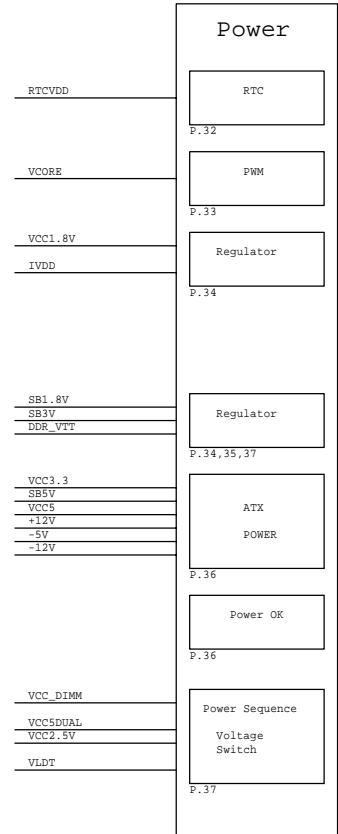 Power
RTCVDD
RTC
P.32
VCORE
PWM
P.33
VCC1.8V
Regulator
IVDD
P.34
SB1.8V
SB3V
Regulator
DDR_VTT
P.34,35,37
VCC3.3
SB5V
VCC5
ATX
+12V
-5V
POWER
-12V
P.36
Power OK
P.36
VCC_DIMM
Power Sequence
VCC5DUAL
VCC2.5V
Voltage
Switch
VLDT
P.37